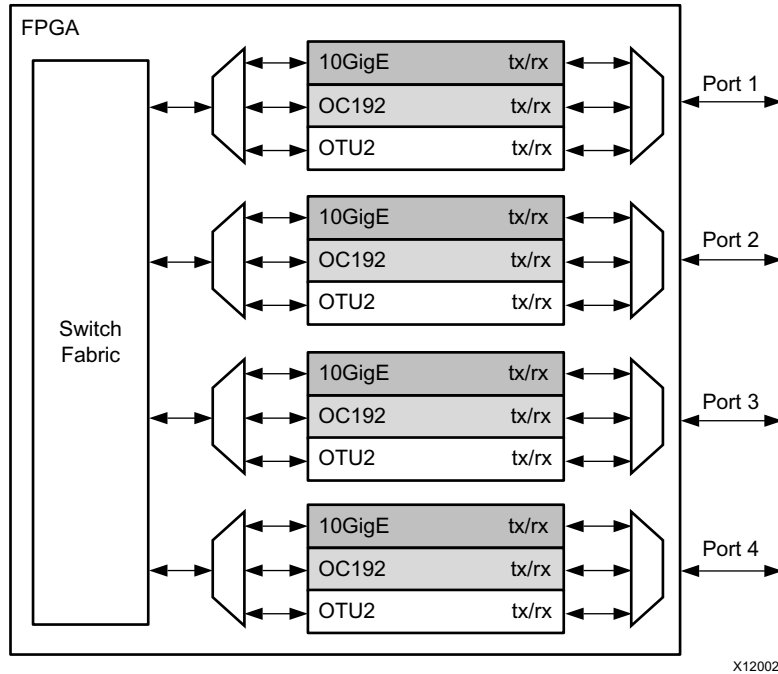 FPGA
10GigE tx/rx
OC192 tx/rx
OTU2 tx/rx
Port 1
10GigE tx/rx
OC192 tx/rx
OTU2 tx/rx
Port 2
Switch
Fabric
10GigE tx/rx
OC192 tx/rx
OTU2 tx/rx
Port 3
10GigE tx/rx
OC192 tx/rx
OTU2 tx/rx
Port 4
X12002